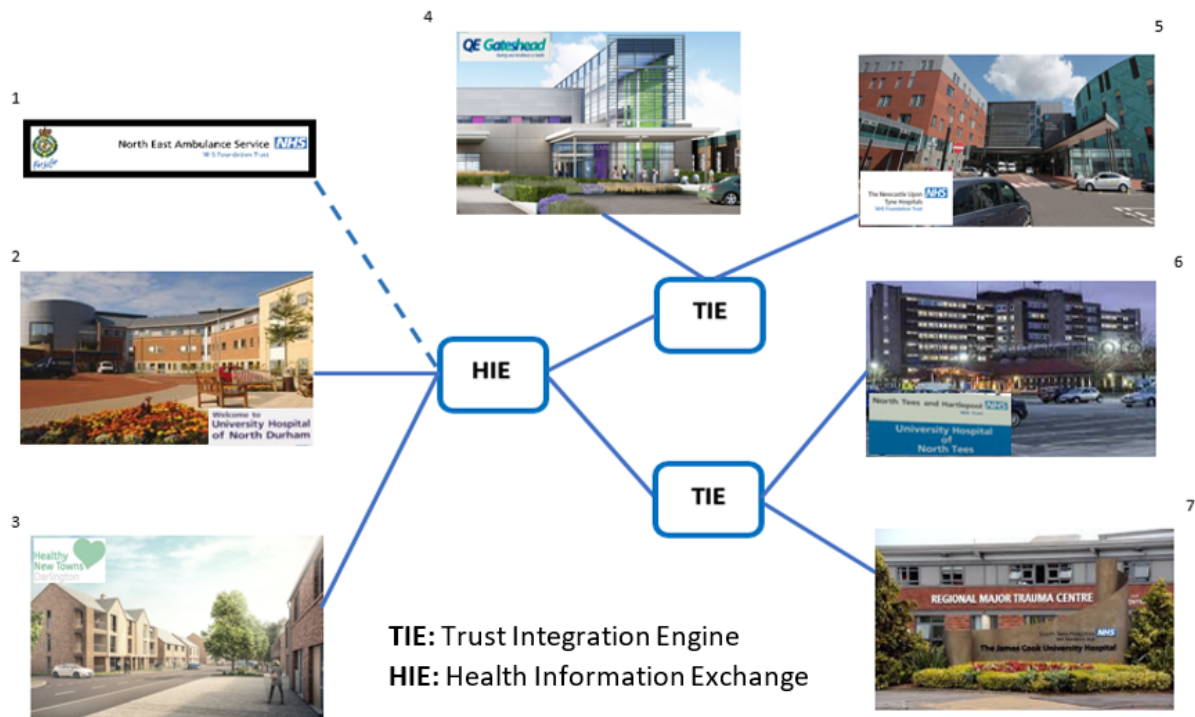 4
QE Gateshead
5
1
North East Ambulance Service NHS
NHS Foundation Trust
For Life
The Newcastle Upon NHS
Tyne Hospitals
NHS Foundation Trust
2
6
TIE
HIE
Welcome to
University Hospital
of North Durham
North Tees and Hartlepool NHS
NHS Trust
University Hospital
of
North Tees
TIE
3
7
Healthy
New Towns
Darlington
REGIONAL MAJOR TRAUMA CENTRE
South Tees Hospitals NHS
The James Cook University Hospital
TIE: Trust Integration Engine
HIE: Health Information Exchange